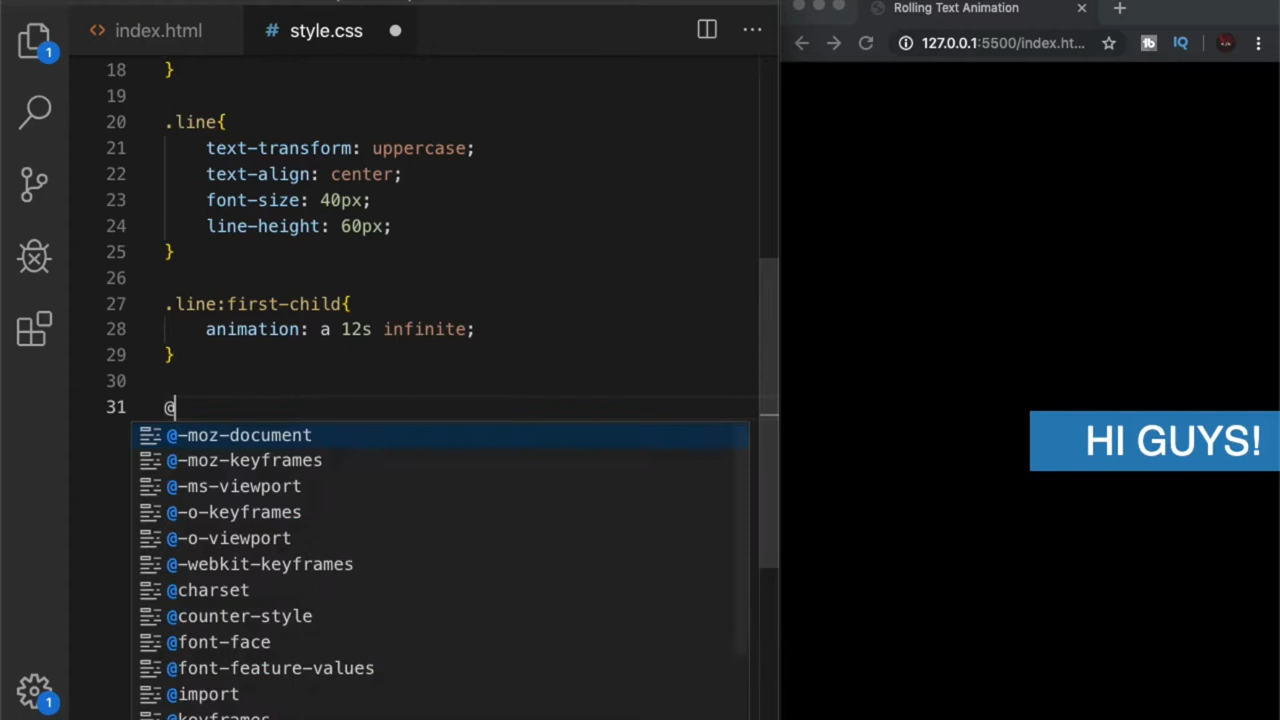 index.html
style.css
Rolling Text Animation
127.0.0.1:5500/index.ht...
tb
IQ
1
18 }
19
20 .line{
21 text-transform: uppercase;
22 text-align: center;
23 font-size: 40px;
24 line-height: 60px;
25 }
26
27 .line:first-child{
28 animation: a 12s infinite;
29 }
30
31 @
@-moz-document
@-moz-keyframes
@-ms-viewport
@-o-keyframes
@-o-viewport
@-webkit-keyframes
@charset
@counter-style
@font-face
@font-feature-values
@import
@keyframes
1
HI GUYS!